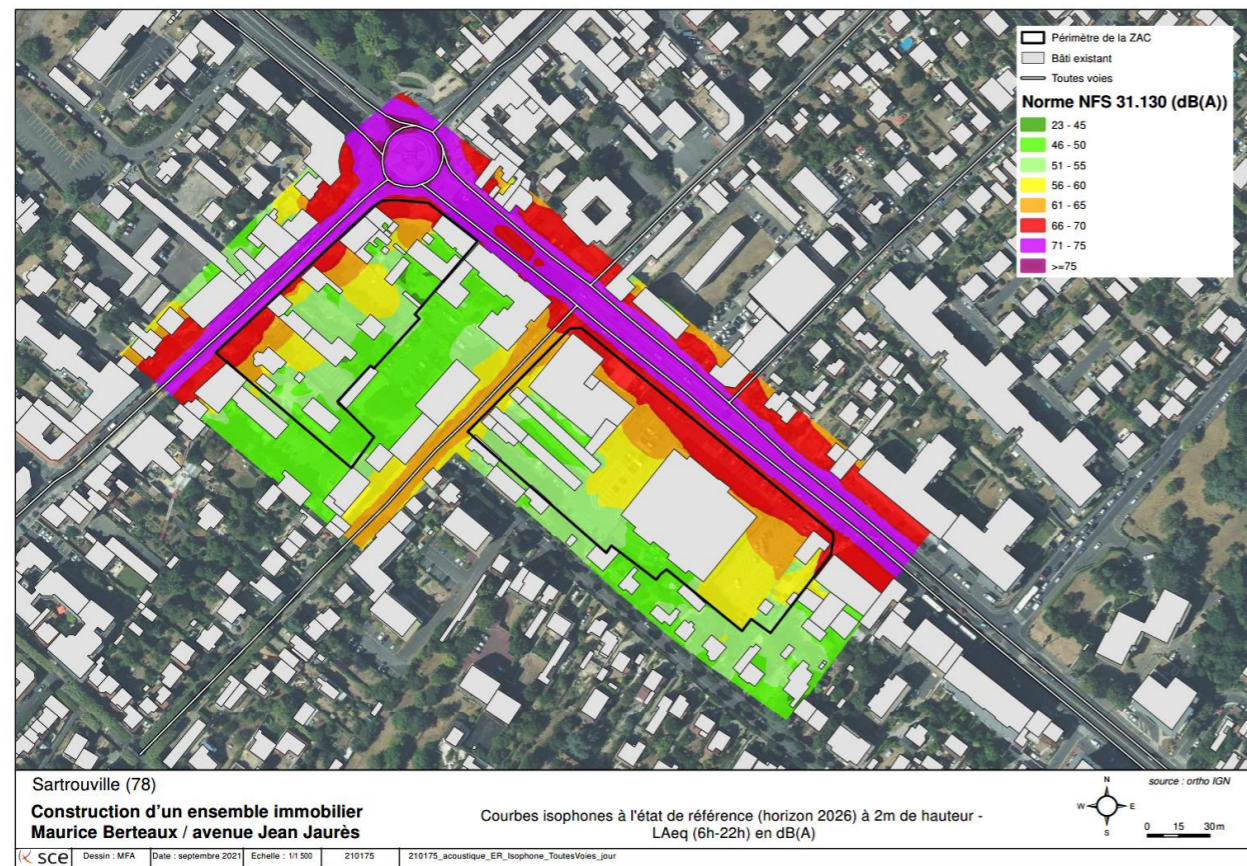 Périmètre de la ZAC
Bâti existant
Toutes voies
Norme NFS 31.130 (dB(A))
23 - 45
46 - 50
51 - 55
56 - 60
61 - 65
66 - 70
71 - 75
>=75
Sartrouville (78)
Construction d'un ensemble immobilier
Maurice Berteaux / avenue Jean Jaurès
Courbes isophones à l'état de référence (horizon 2026) à 2m de hauteur -
LAeq (6h-22h) en dB(A)
N
W E
S
source : ortho IGN
0 15 30m
sce
Dessin : MFA
Date : septembre 2021
Echelle : 1/1 500
210175
210175_acoustique_ER_Isophone_ToutesVoies_jour